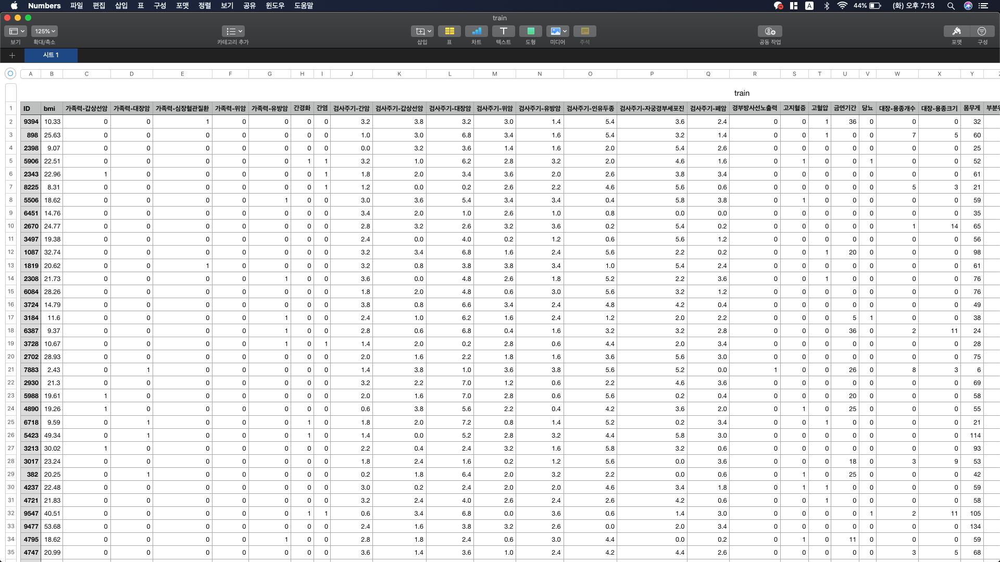 Numbers 파일 편집 삽입 표 구성 포맷 정렬 보기 공유 윈도우 도움말 A 44% (화) 오후 7:13
train
125%
보기 확대/축소 카테고리 추가 삽입 표 차트 텍스트 도형 미디어 주석 공동 작업 포맷 구성
시트 1
A B C D E F G H I J K L M N O P Q R S T U V W X Y
train
1 ID bmi 가족력-갑상선암 가족력-대장암 가족력-심장혈관질환 가족력-위암 가족력-유방암 간경화 간염 검사주기-간암 검사주기-갑상선암 검사주기-대장암 검사주기-위암 검사주기-유방암 검사주기-인유두종 검사주기-자궁경부세포진 검사주기-폐암 경부방사선노출력 고지혈증 고혈압 금연기간 당뇨 대장-용종개수 대장-용종크기 몸무게
2 9394 10.33 0 0 1 0 0 0 0 3.2 3.8 3.2 3.0 1.4 5.4 3.6 2.4 0 0 1 36 0 0 0 32
3 898 25.63 0 0 0 0 0 0 0 1.0 3.0 6.8 3.4 1.6 5.4 3.2 1.4 0 0 1 0 0 7 5 60
4 2398 9.07 0 0 0 0 0 0 0 0.0 3.2 3.6 1.4 1.6 2.0 5.4 2.6 0 0 0 0 0 0 0 25
5 5906 22.51 0 0 0 0 0 1 1 3.2 1.0 6.2 2.8 3.2 2.0 4.6 1.6 0 1 0 0 1 0 0 52
6 2343 22.96 1 0 0 0 0 0 1 1.8 2.0 3.4 3.6 2.0 2.6 3.8 3.4 0 0 0 0 0 0 0 61
7 8225 8.31 0 0 0 0 0 0 1 1.2 0.0 0.2 2.6 2.2 4.6 5.6 0.6 0 0 0 0 0 5 3 21
8 5506 18.62 0 0 0 0 1 0 0 3.0 3.6 5.4 3.4 3.4 0.4 5.8 3.8 0 1 0 0 0 0 0 59
9 6451 14.76 0 0 0 0 0 0 0 3.4 2.0 1.0 2.6 1.0 0.8 0.0 0.0 0 0 0 0 0 0 0 35
10 2670 24.77 0 0 0 0 0 0 0 2.8 3.2 2.6 3.2 3.6 0.2 5.4 0.2 0 0 0 0 0 1 14 65
11 3497 19.38 0 0 0 0 0 0 0 2.4 0.0 4.0 0.2 1.2 0.6 5.6 1.2 0 0 0 0 0 0 0 56
12 1087 32.74 0 0 0 0 0 0 0 3.2 3.4 6.8 1.6 2.4 5.6 2.2 0.2 0 0 1 20 0 0 0 98
13 1819 20.62 0 0 1 0 0 0 0 3.2 0.8 3.8 3.8 3.4 1.0 5.4 2.4 0 0 0 0 0 0 0 61
14 2308 21.73 0 0 0 0 1 0 0 3.6 0.0 4.8 2.6 1.8 5.2 2.2 3.6 0 0 1 0 0 0 0 76
15 6084 28.26 0 0 0 0 0 0 0 1.8 2.0 4.8 0.6 3.0 5.6 3.2 1.2 0 0 0 0 0 0 0 76
16 3724 14.79 0 0 0 0 0 0 0 3.8 0.8 6.6 3.4 2.4 4.8 4.2 0.4 0 0 0 0 0 0 0 49
17 3184 11.6 0 0 0 0 1 0 0 2.4 1.0 6.2 1.6 2.4 1.2 2.0 2.2 0 0 0 5 1 0 0 38
18 6387 9.37 0 0 0 0 1 0 0 2.8 0.6 6.8 0.4 1.6 3.2 3.2 2.8 0 0 0 36 0 2 11 24
19 3728 10.67 0 0 0 0 1 0 1 1.4 2.0 0.2 2.8 0.6 4.4 2.0 3.4 0 0 0 0 0 0 0 28
20 2702 28.93 0 0 0 0 0 0 0 2.0 1.6 2.2 1.8 1.6 3.6 5.6 3.0 0 0 0 0 0 0 0 75
21 7883 2.43 0 1 0 0 0 0 0 1.4 3.8 1.0 3.6 3.8 5.6 5.2 0.0 1 0 0 26 0 8 3 6
22 2930 21.3 0 0 0 0 0 0 0 3.2 2.2 7.0 1.2 0.6 2.2 4.6 3.6 0 0 0 0 0 0 0 69
23 5988 19.61 1 0 0 0 0 0 0 2.0 1.6 7.0 2.8 0.6 5.6 0.2 0.4 0 0 0 20 0 0 0 58
24 4890 19.26 1 0 0 0 0 0 0 0.6 3.8 5.6 2.2 0.4 4.2 3.6 2.0 0 1 0 25 0 0 0 55
25 6718 9.59 0 1 0 0 0 1 0 1.8 2.0 7.2 0.8 1.4 5.2 0.2 3.4 0 0 1 0 0 0 0 21
26 5423 49.34 0 1 0 0 0 1 0 1.4 0.0 5.2 2.8 3.2 4.4 5.8 3.0 0 0 0 0 0 0 0 114
27 3213 30.02 1 0 0 0 0 0 0 2.2 0.4 2.4 3.2 1.6 5.8 3.2 0.6 0 0 0 0 0 0 0 93
28 3017 23.24 0 0 0 0 0 0 0 1.8 2.4 1.6 0.2 1.2 5.6 0.0 3.6 0 0 0 18 0 3 9 53
29 382 20.25 0 1 0 0 0 0 0 0.2 1.8 6.4 2.0 3.2 2.2 0.0 0.6 0 1 0 25 0 0 0 42
30 4237 22.48 0 0 0 0 0 0 0 3.0 0.2 2.4 2.0 2.0 4.6 3.4 1.8 0 1 1 0 0 0 0 59
31 4721 21.83 0 0 0 0 0 0 0 3.2 2.4 4.0 2.6 2.4 2.6 4.2 0.6 0 0 1 0 0 0 0 58
32 9547 40.51 0 0 0 0 0 1 1 0.6 3.4 6.8 0.0 3.6 0.6 1.4 3.0 0 0 0 0 1 2 11 105
33 9477 53.68 0 0 0 0 0 0 0 2.4 1.6 3.8 3.2 2.6 0.0 2.0 3.4 0 0 0 0 0 0 0 134
34 4795 18.62 0 0 0 0 1 0 0 2.8 1.8 2.4 0.6 3.0 4.4 0.0 0.2 0 1 0 11 0 0 0 59
35 4747 20.99 0 0 0 0 0 0 0 3.6 1.4 3.6 1.0 2.4 4.2 4.4 2.6 0 0 0 0 0 3 5 68